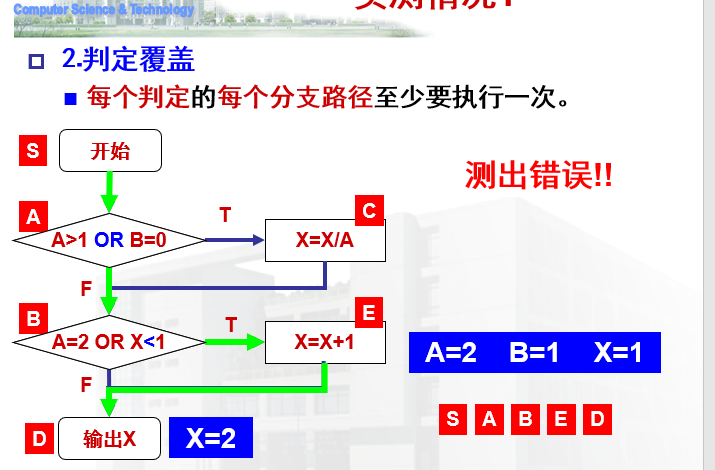 Computer Science & Technology
2.判定覆盖
每个判定的每个分支路径至少要执行一次。
S
开始
测出错误!!
A
T
C
A>1 OR B=0
X=X/A
F
B
T
E
A=2 OR X<1
X=X+1
A=2 B=1 X=1
F
S A B E D
D
输出X
X=2